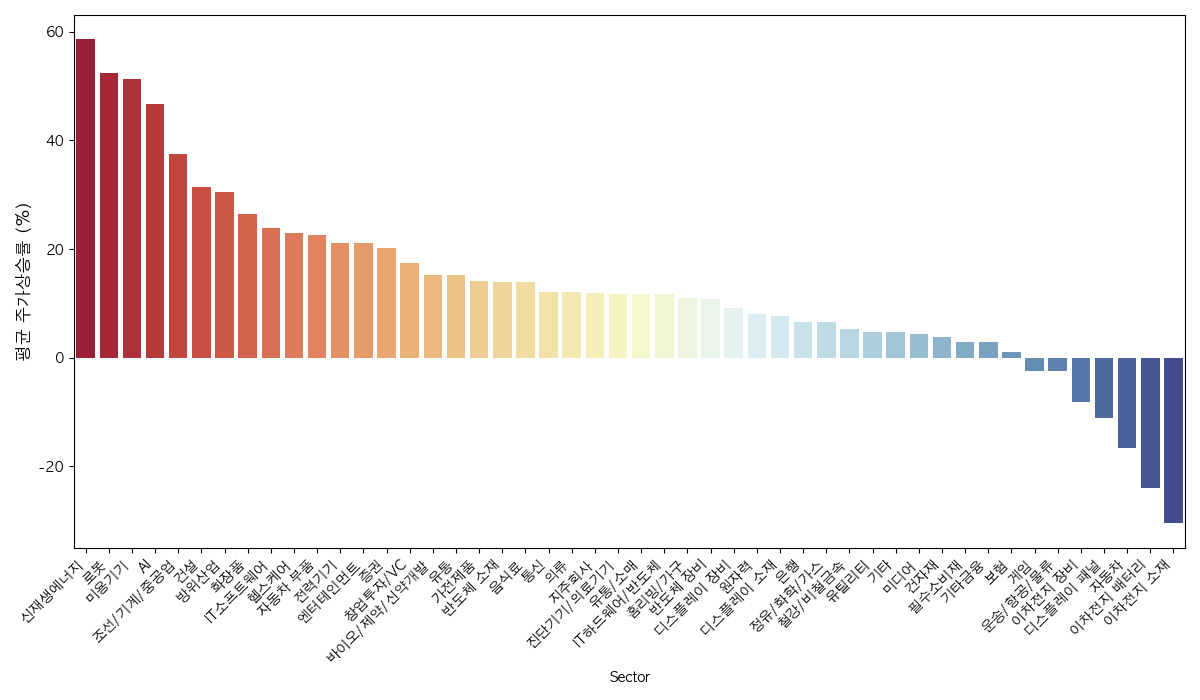 평균 주가상승률 (%)
60
40
20
0
-20
신재생에너지
로봇
미용기기
AI
조선/기계/중공업
건설
방위산업
화장품
IT소프트웨어
헬스케어
자동차 부품
전력기기
엔터테인먼트
증권
창업투자/VC
바이오/제약/신약개발
유통
가전제품
반도체 소재
음식료
통신
의류
지주회사
진단기기/의료기기
유통/소매
IT하드웨어/반도체
홈리빙/가구
반도체 장비
디스플레이 장비
원자력
디스플레이 소재
은행
정유/화학/가스
철강/비철금속
유틸리티
기타
미디어
건자재
필수소비재
기타금융
보험
게임
운송/항공/물류
이차전지 장비
디스플레이 패널
자동차
이차전지 배터리
이차전지 소재
Sector